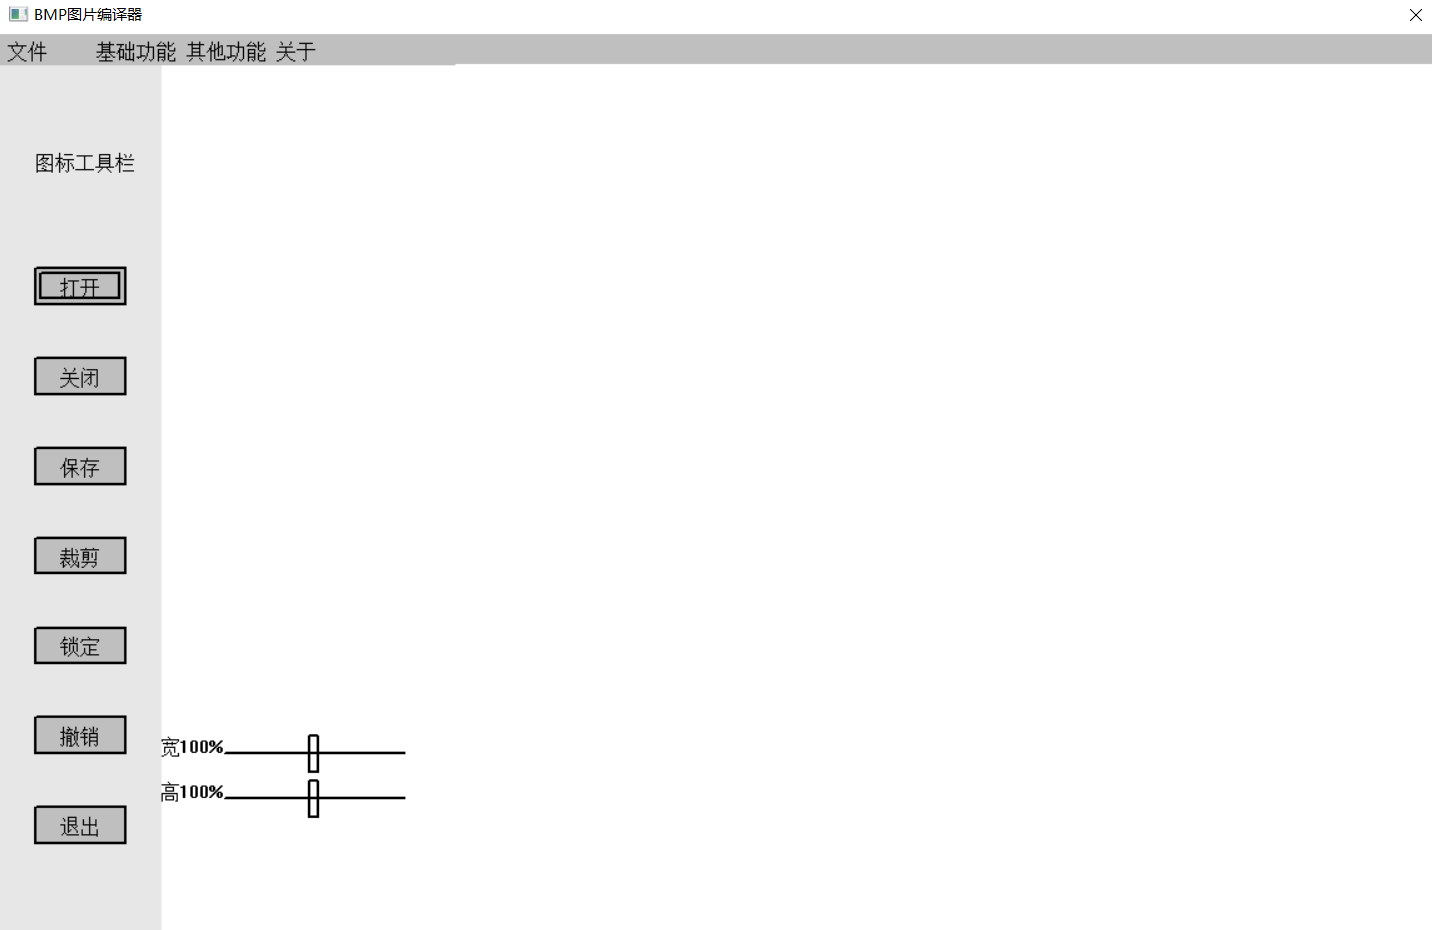 BMP图片编译器
文件 基础功能 其他功能 关于
图标工具栏
打开
关闭
保存
裁剪
锁定
撤销
宽100%
高100%
退出